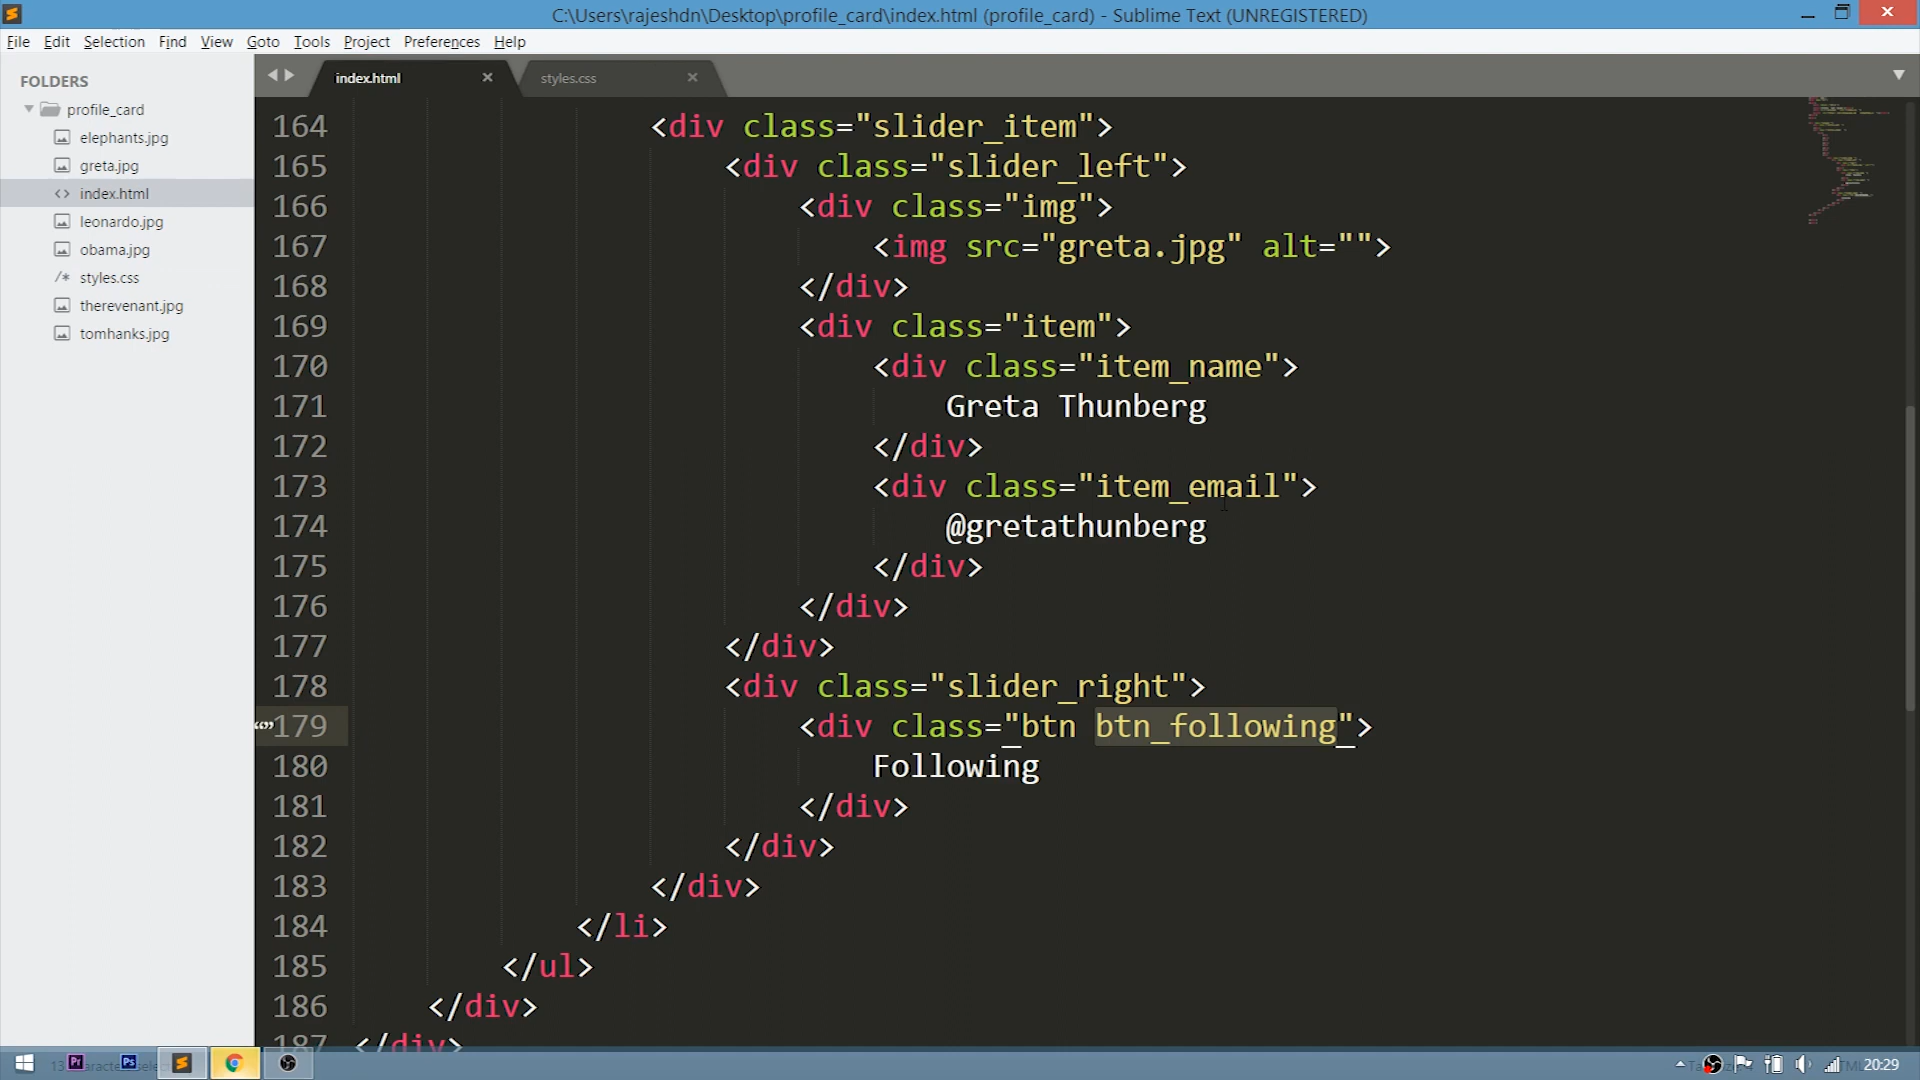 C:\Users\rajeshdn\Desktop\profile_card\index.html (profile_card) - Sublime Text (UNREGISTERED)
File Edit Selection Find View Goto Tools Project Preferences Help
FOLDERS
profile_card
elephants.jpg
greta.jpg
<> index.html
leonardo.jpg
obama.jpg
/* styles.css
therevenant.jpg
tomhanks.jpg
index.html
styles.css
164 <div class="slider_item">
165 <div class="slider_left">
166 <div class="img">
167 <img src="greta.jpg" alt="">
168 </div>
169 <div class="item">
170 <div class="item_name">
171 Greta Thunberg
172 </div>
173 <div class="item_email">
174 @gretathunberg
175 </div>
176 </div>
177 </div>
178 <div class="slider_right">
179 <div class="btn btn_following">
180 Following
181 </div>
182 </div>
183 </div>
184 </li>
185 </ul>
186 </div>
187 </div>
Pr
Ps
20:29